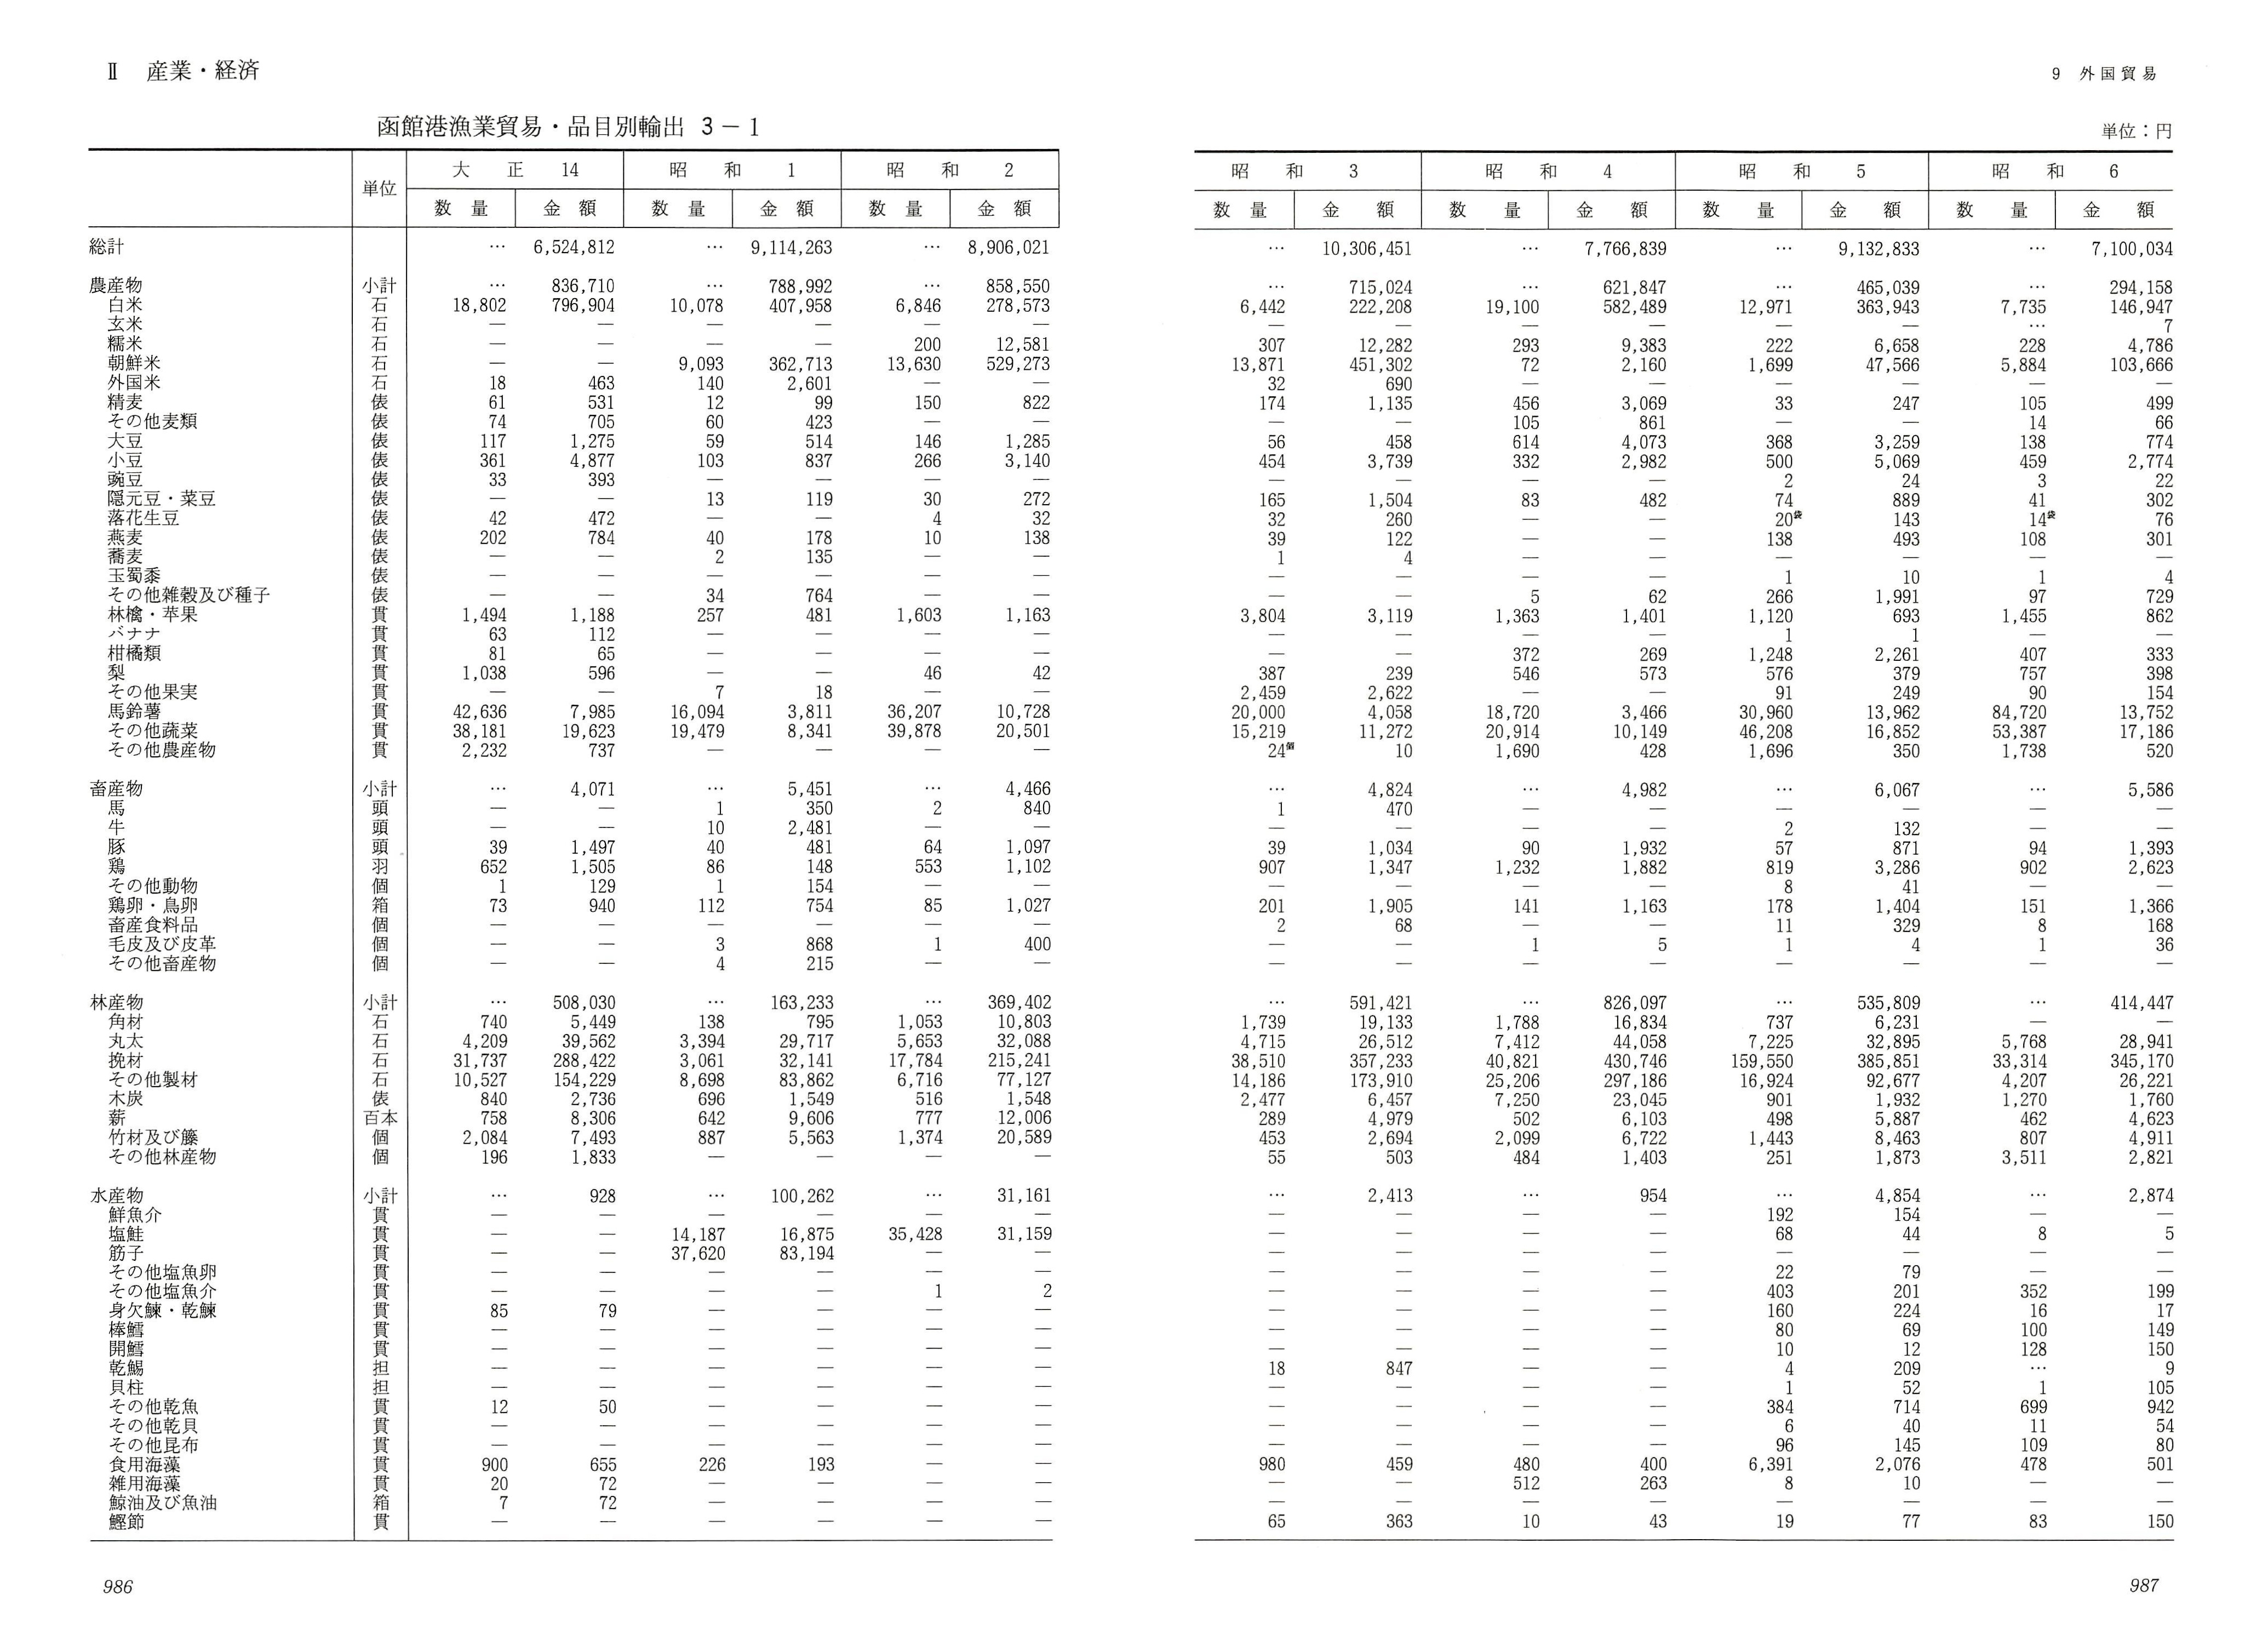 Ⅱ 産業・経済
9 外国貿易
函館港漁業貿易・品目別輸出 3－1
単位：円
単位 大正14 昭和1 昭和2 昭和3 昭和4 昭和5 昭和6
数量 金額 数量 金額 数量 金額 数量 金額 数量 金額 数量 金額 数量 金額
総計 … 6,524,812 … 9,114,263 … 8,906,021 … 10,306,451 … 7,766,839 … 9,132,833 … 7,100,034
農産物 小計 … 836,710 … 788,992 … 858,550 … 715,024 … 621,847 … 465,039 … 294,158
白米 石 18,802 796,904 10,078 407,958 6,846 278,573 6,442 222,208 19,100 582,489 12,971 363,943 7,735 146,947
玄米 石 — — — — — — — — — — — — … 7
糯米 石 — — — — 200 12,581 307 12,282 293 9,383 222 6,658 228 4,786
朝鮮米 石 — — 9,093 362,713 13,630 529,273 13,871 451,302 72 2,160 1,699 47,566 5,884 103,666
外国米 石 18 463 140 2,601 — — 32 690 — — — — — —
精麦 俵 61 531 12 99 150 822 174 1,135 456 3,069 33 247 105 499
その他麦類 俵 74 705 60 423 — — — — 105 861 — — 14 66
大豆 俵 117 1,275 59 514 146 1,285 56 458 614 4,073 368 3,259 138 774
小豆 俵 361 4,877 103 837 266 3,140 454 3,739 332 2,982 500 5,069 459 2,774
豌豆 俵 33 393 — — — — — — — — 2 24 3 22
隠元豆・菜豆 俵 — — 13 119 30 272 165 1,504 83 482 74 889 41 302
落花生豆 俵 42 472 — — 4 32 32 260 — — 20袋 143 14袋 76
燕麦 俵 202 784 40 178 10 138 39 122 — — 138 493 108 301
蕎麦 俵 — — 2 135 — — 1 4 — — — — — —
玉蜀黍 俵 — — — — — — — — — — 1 10 1 4
その他雑穀及び種子 俵 — — 34 764 — — — — 5 62 266 1,991 97 729
林檎・苹果 貫 1,494 1,188 257 481 1,603 1,163 3,804 3,119 1,363 1,401 1,120 693 1,455 862
バナナ 貫 63 112 — — — — — — — — 1 1 — —
柑橘類 貫 81 65 — — — — — — 372 269 1,248 2,261 407 333
梨 貫 1,038 596 — — 46 42 387 239 546 573 576 379 757 398
その他果実 貫 — — 7 18 — — 2,459 2,622 — — 91 249 90 154
馬鈴薯 貫 42,636 7,985 16,094 3,811 36,207 10,728 20,000 4,058 18,720 3,466 30,960 13,962 84,720 13,752
その他蔬菜 貫 38,181 19,623 19,479 8,341 39,878 20,501 15,219 11,272 20,914 10,149 46,208 16,852 53,387 17,186
その他農産物 貫 2,232 737 — — — — 24個 10 1,690 428 1,696 350 1,738 520
畜産物 小計 … 4,071 … 5,451 … 4,466 … 4,824 … 4,982 … 6,067 … 5,586
馬 頭 — — 1 350 2 840 1 470 — — — — — —
牛 頭 — — 10 2,481 — — — — — — 2 132 — —
豚 頭 39 1,497 40 481 64 1,097 39 1,034 90 1,932 57 871 94 1,393
鶏 羽 652 1,505 86 148 553 1,102 907 1,347 1,232 1,882 819 3,286 902 2,623
その他動物 個 1 129 1 154 — — — — — — 8 41 — —
鶏卵・鳥卵 箱 73 940 112 754 85 1,027 201 1,905 141 1,163 178 1,404 151 1,366
畜産食料品 個 — — — — — — 2 68 — — 11 329 8 168
毛皮及び皮革 個 — — 3 868 1 400 — — 1 5 1 4 1 36
その他畜産物 個 — — 4 215 — — — — — — — — — —
林産物 小計 … 508,030 … 163,233 … 369,402 … 591,421 … 826,097 … 535,809 … 414,447
角材 石 740 5,449 138 795 1,053 10,803 1,739 19,133 1,788 16,834 737 6,231 — —
丸太 石 4,209 39,562 3,394 29,717 5,653 32,088 4,715 26,512 7,412 44,058 7,225 32,895 5,768 28,941
挽材 石 31,737 288,422 3,061 32,141 17,784 215,241 38,510 357,233 40,821 430,746 159,550 385,851 33,314 345,170
その他製材 石 10,527 154,229 8,698 83,862 6,716 77,127 14,186 173,910 25,206 297,186 16,924 92,677 4,207 26,221
木炭 俵 840 2,736 696 1,549 516 1,548 2,477 6,457 7,250 23,045 901 1,932 1,270 1,760
薪 百本 758 8,306 642 9,606 777 12,006 289 4,979 502 6,103 498 5,887 462 4,623
竹材及び籐 個 2,084 7,493 887 5,563 1,374 20,589 453 2,694 2,099 6,722 1,443 8,463 807 4,911
その他林産物 個 196 1,833 — — — — 55 503 484 1,403 251 1,873 3,511 2,821
水産物 小計 … 928 … 100,262 … 31,161 … 2,413 … 954 … 4,854 … 2,874
鮮魚介 貫 — — — — — — — — — — 192 154 — —
塩鮭 貫 — — 14,187 16,875 35,428 31,159 — — — — 68 44 8 5
筋子 貫 — — 37,620 83,194 — — — — — — — — — —
その他塩魚卵 貫 — — — — — — — — — — 22 79 — —
その他塩魚介 貫 — — — — 1 2 — — — — 403 201 352 199
身欠鰊・乾鰊 貫 85 79 — — — — — — — — 160 224 16 17
棒鱈 貫 — — — — — — — — — — 80 69 100 149
開鱈 貫 — — — — — — — — — — 10 12 128 150
乾鯣 担 — — — — — — 18 847 — — 4 209 … 9
貝柱 担 — — — — — — — — — — 1 52 1 105
その他乾魚 貫 12 50 — — — — — — — — 384 714 699 942
その他乾貝 貫 — — — — — — — — — — 6 40 11 54
その他昆布 貫 — — — — — — — — — — 96 145 109 80
食用海藻 貫 900 655 226 193 — — 980 459 480 400 6,391 2,076 478 501
雑用海藻 貫 20 72 — — — — — — 512 263 8 10 — —
鯨油及び魚油 箱 7 72 — — — — — — — — — — — —
鰹節 貫 — — — — — — 65 363 10 43 19 77 83 150
986
987